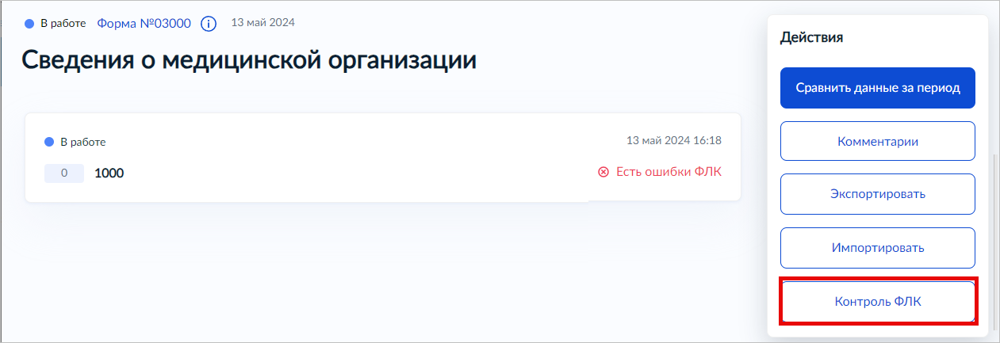 В работе Форма №03000 13 май 2024
Сведения о медицинской организации
В работе 13 май 2024 16:18
0 1000 Есть ошибки ФЛК
Действия
Сравнить данные за период
Комментарии
Экспортировать
Импортировать
Контроль ФЛК